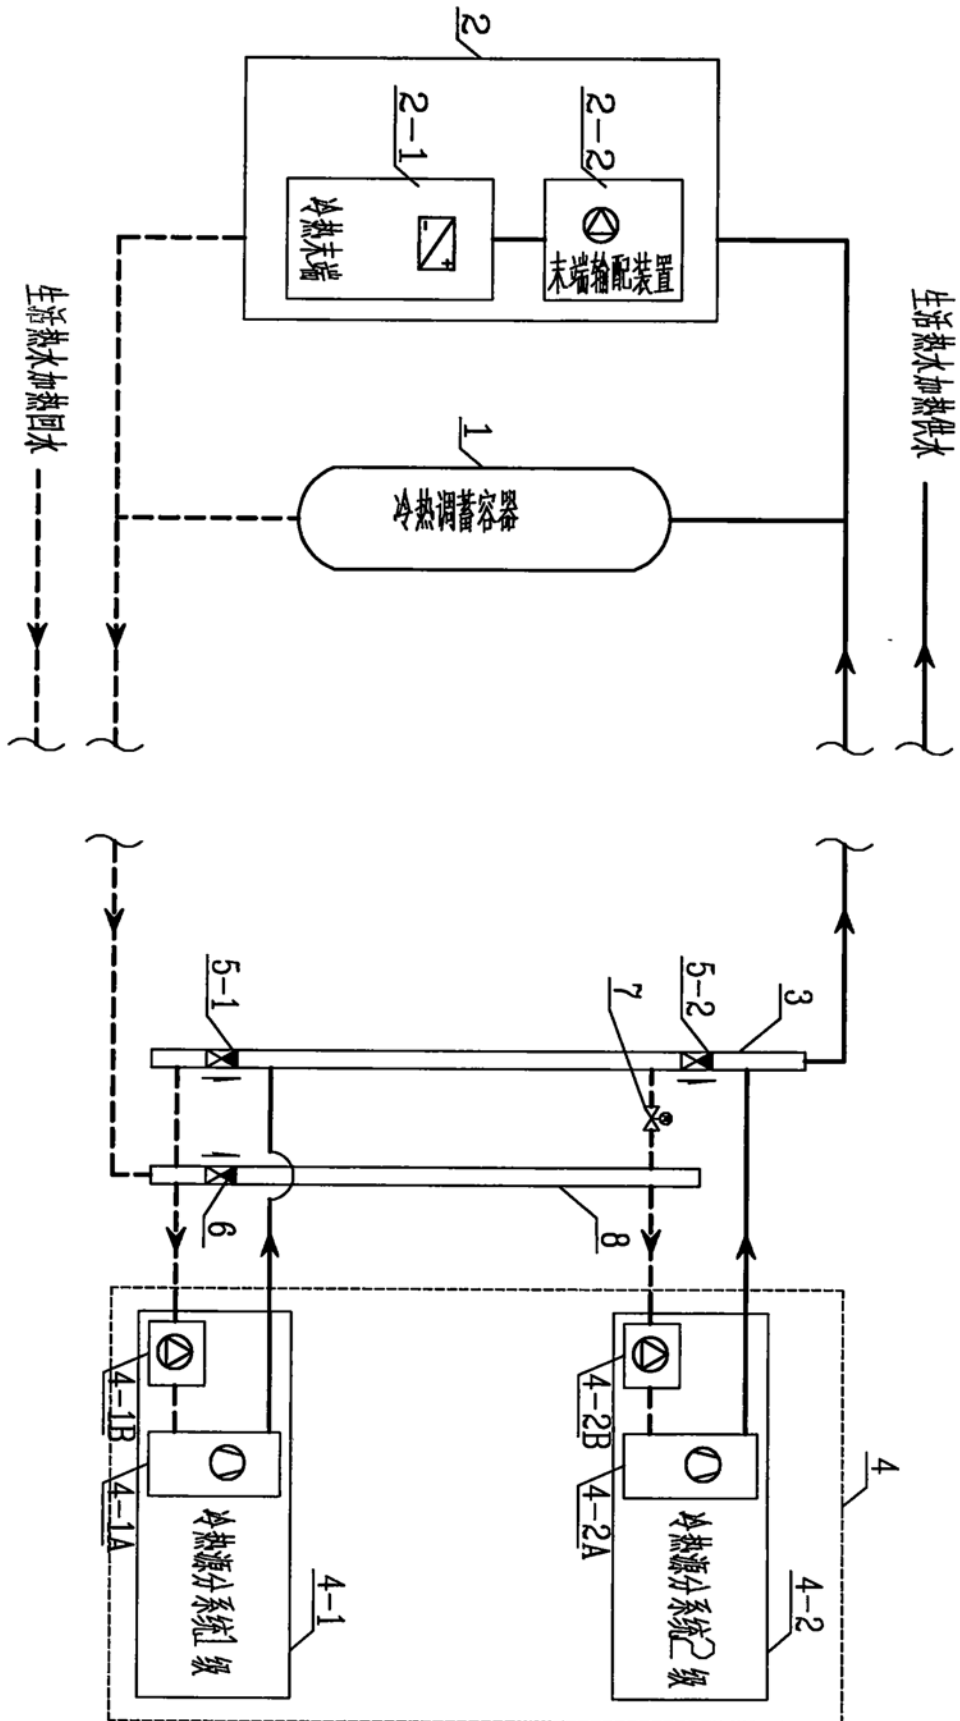 2
2-1
2-2
冷热末端
末端输配装置
生活热水加热回水
生活热水加热供水
1
冷热调蓄容器
5-1
7
5-2
3
6
8
4-1B
4-1A
冷热源分系统1级
4-1
4-2B
4-2A
冷热源分系统2级
4-2
4